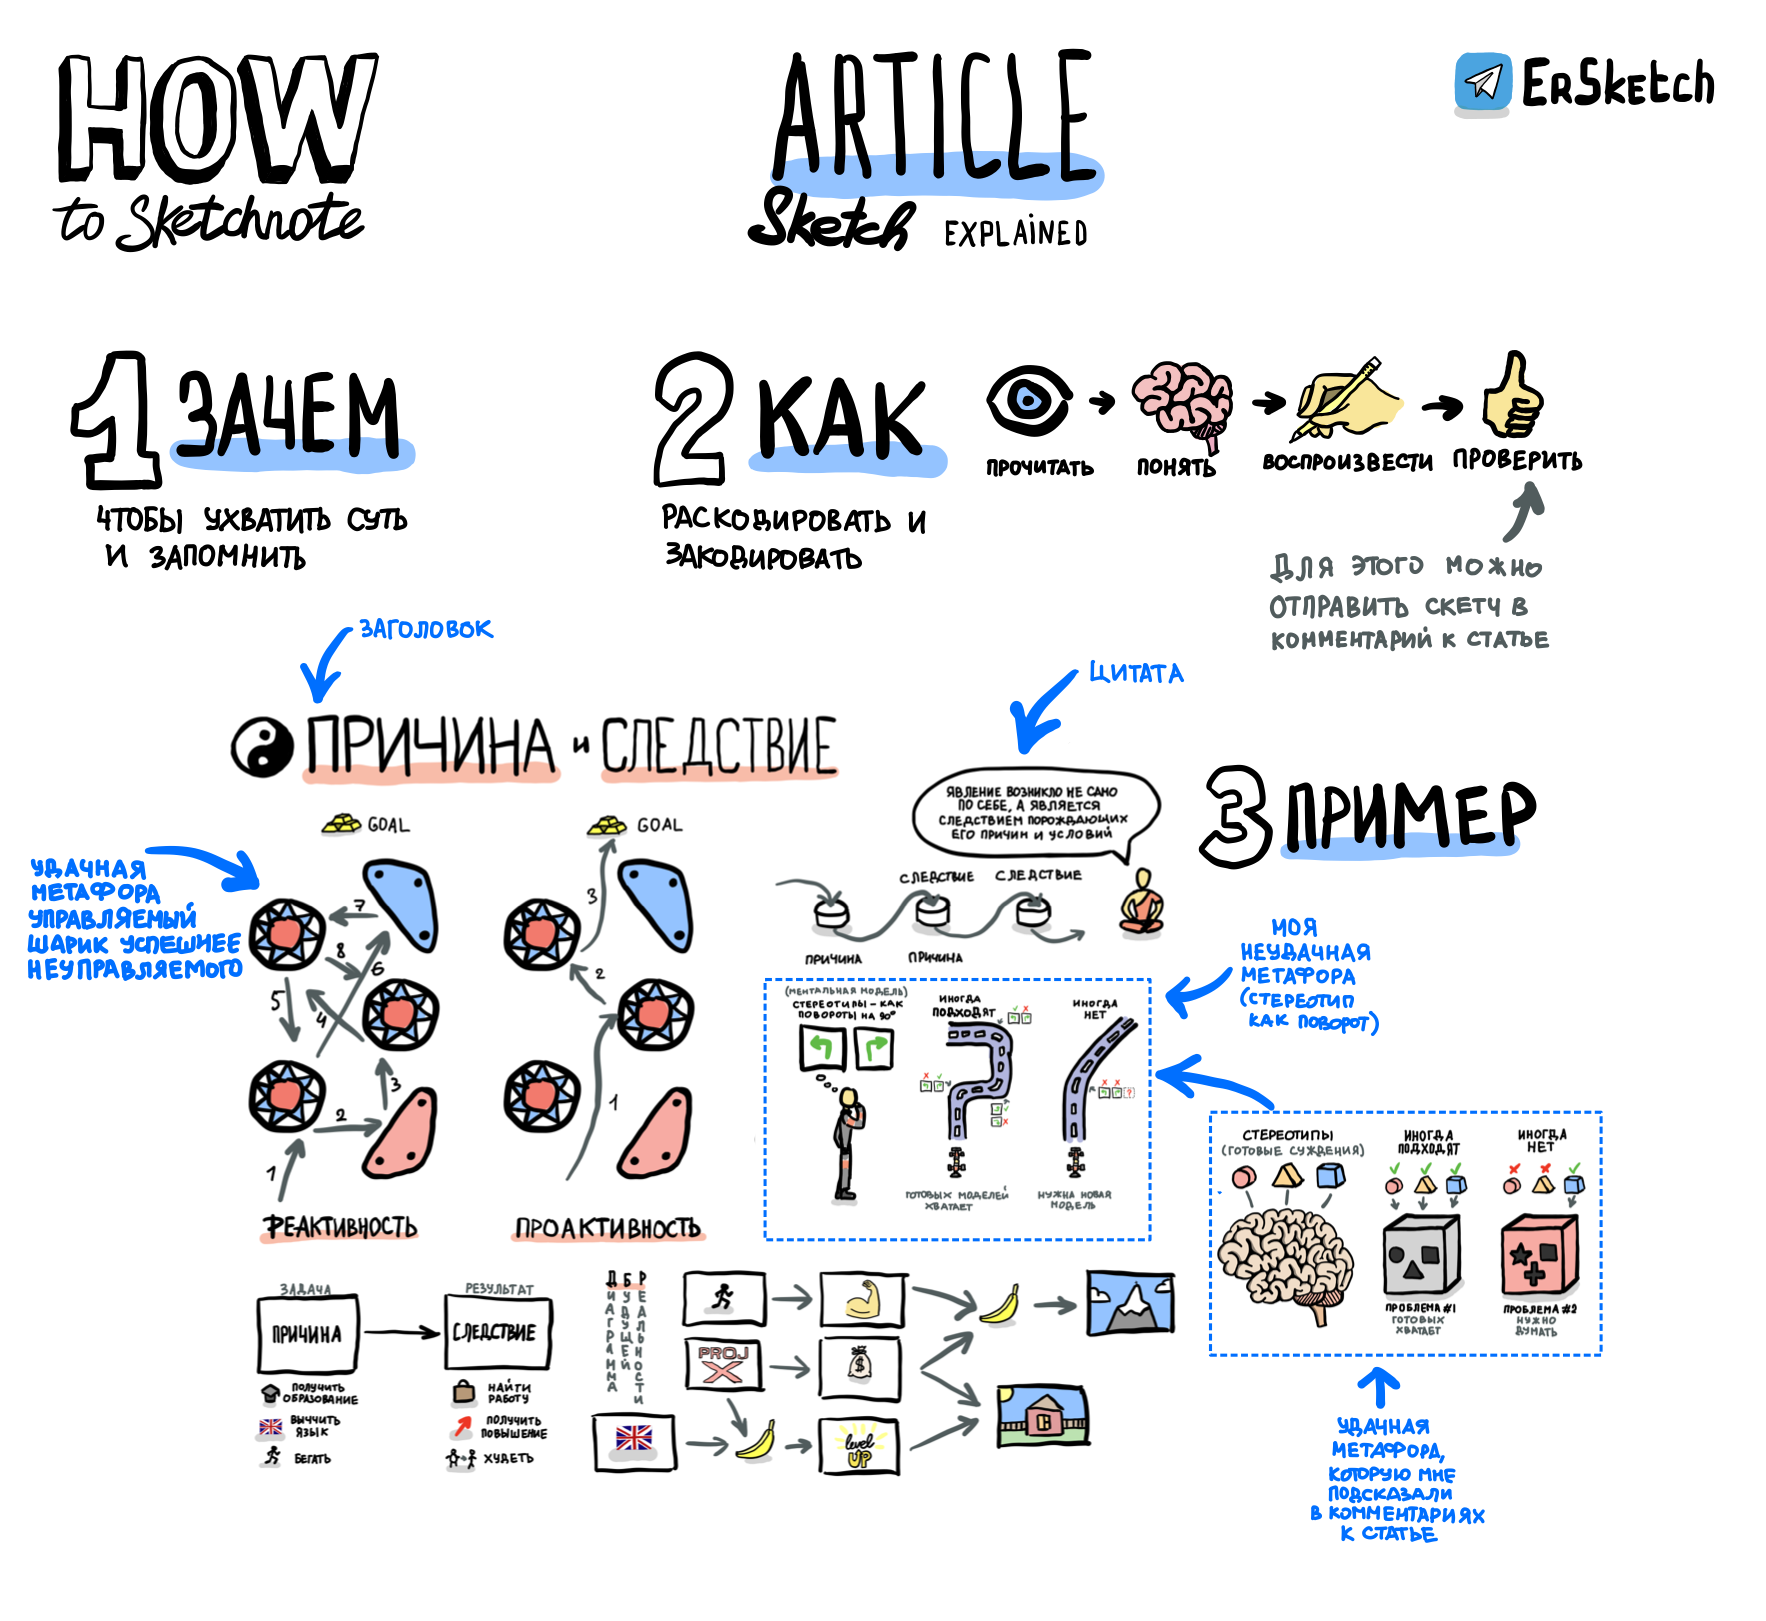 HOW
to Sketchnote
ARTICLE
Sketch EXPLAINED
ErSketch
1 ЗАЧЕМ
ЧТОБЫ УХВАТИТЬ СУТЬ
И ЗАПОМНИТЬ
2 КАК
РАСКОДИРОВАТЬ И
ЗАКОДИРОВАТЬ
ПРОЧИТАТЬ
ПОНЯТЬ
ВОСПРОИЗВЕСТИ
ПРОВЕРИТЬ
ДЛЯ ЭТОГО МОЖНО
ОТПРАВИТЬ СКЕТЧ В
КОММЕНТАРИЙ К СТАТЬЕ
ЗАГОЛОВОК
ПРИЧИНА И СЛЕДСТВИЕ
УДАЧНАЯ
МЕТАФОРА
УПРАВЛЯЕМЫЙ
ШАРИК УСПЕШНЕЕ
НЕУПРАВЛЯЕМОГО
GOAL
7
8
6
5
4
3
2
1
РЕАКТИВНОСТЬ
GOAL
3
2
1
ПРОАКТИВНОСТЬ
ЦИТАТА
ЯВЛЕНИЕ ВОЗНИКЛО НЕ САМО
ПО СЕБЕ, А ЯВЛЯЕТСЯ
СЛЕДСТВИЕМ ПОРОЖДАЮЩИХ
ЕГО ПРИЧИН И УСЛОВИЙ
СЛЕДСТВИЕ
СЛЕДСТВИЕ
ПРИЧИНА
ПРИЧИНА
3 ПРИМЕР
МОЯ
НЕУДАЧНАЯ
МЕТАФОРА
(СТЕРЕОТИП
КАК ПОВОРОТ)
(МЕНТАЛЬНАЯ МОДЕЛЬ)
СТЕРЕОТИПЫ - КАК
ПОВОРОТЫ НА 90°
ИНОГДА
ПОДХОДЯТ
ГОТОВЫХ МОДЕЛЕЙ
ХВАТАЕТ
ИНОГДА
НЕТ
?
НУЖНА НОВАЯ
МОДЕЛЬ
СТЕРЕОТИПЫ
(ГОТОВЫЕ СУЖДЕНИЯ)
ИНОГДА
ПОДХОДЯТ
ПРОБЛЕМА #1
ГОТОВЫХ
ХВАТАЕТ
ИНОГДА
НЕТ
ПРОБЛЕМА #2
НУЖНО
ДУМАТЬ
УДАЧНАЯ
МЕТАФОРА,
КОТОРУЮ МНЕ
ПОДСКАЗАЛИ
В КОММЕНТАРИЯХ
К СТАТЬЕ
ЗАДАЧА
ПРИЧИНА
РЕЗУЛЬТАТ
СЛЕДСТВИЕ
ПОЛУЧИТЬ
ОБРАЗОВАНИЕ
ВЫУЧИТЬ
ЯЗЫК
БЕГАТЬ
НАЙТИ
РАБОТУ
ПОЛУЧИТЬ
ПОВЫШЕНИЕ
ХУДЕТЬ
ДИАГРАММА
БУДУЩЕЙ
РЕАЛЬНОСТИ
PROJ
X
$
level
UP